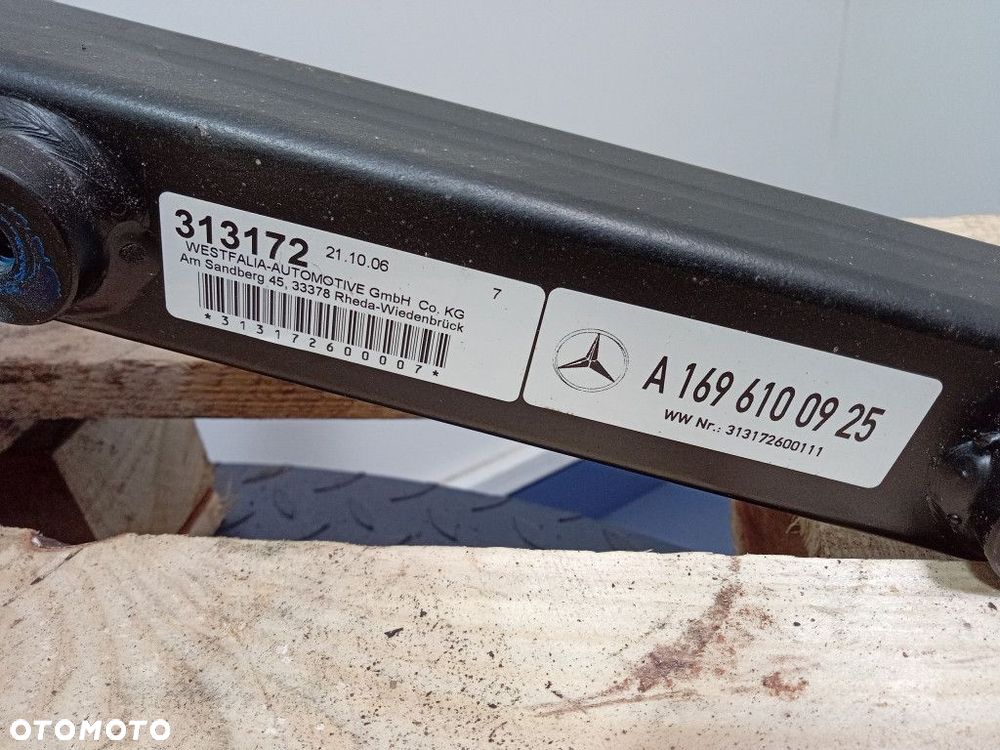 313172 21.10.06
WESTFALIA-AUTOMOTIVE GmbH Co. KG 7
Am Sandberg 45, 33378 Rheda-Wiedenbrück
*313172600007*
A 169 610 09 25
WW Nr.: 313172600111
OTOMOTO